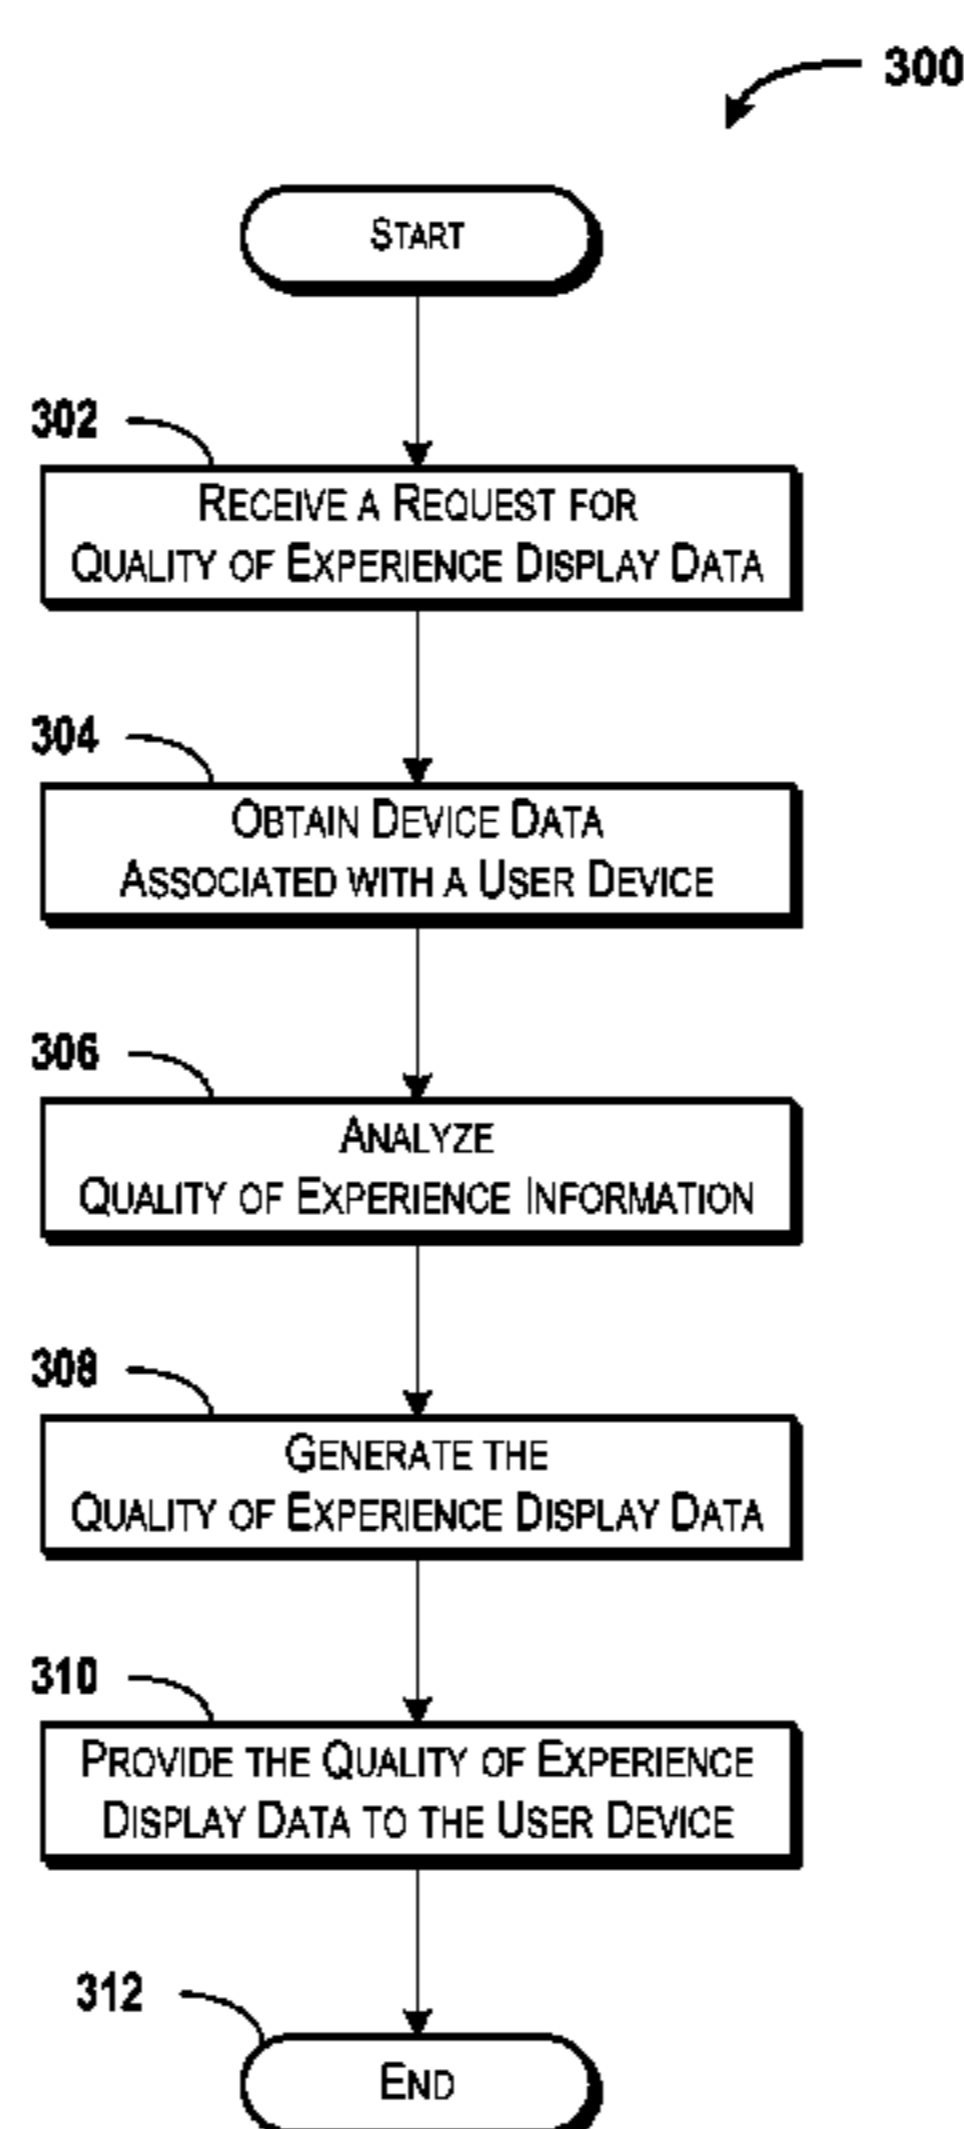 300
START
302
RECEIVE A REQUEST FOR
QUALITY OF EXPERIENCE DISPLAY DATA
304
OBTAIN DEVICE DATA
ASSOCIATED WITH A USER DEVICE
306
ANALYZE
QUALITY OF EXPERIENCE INFORMATION
308
GENERATE THE
QUALITY OF EXPERIENCE DISPLAY DATA
310
PROVIDE THE QUALITY OF EXPERIENCE
DISPLAY DATA TO THE USER DEVICE
312
END